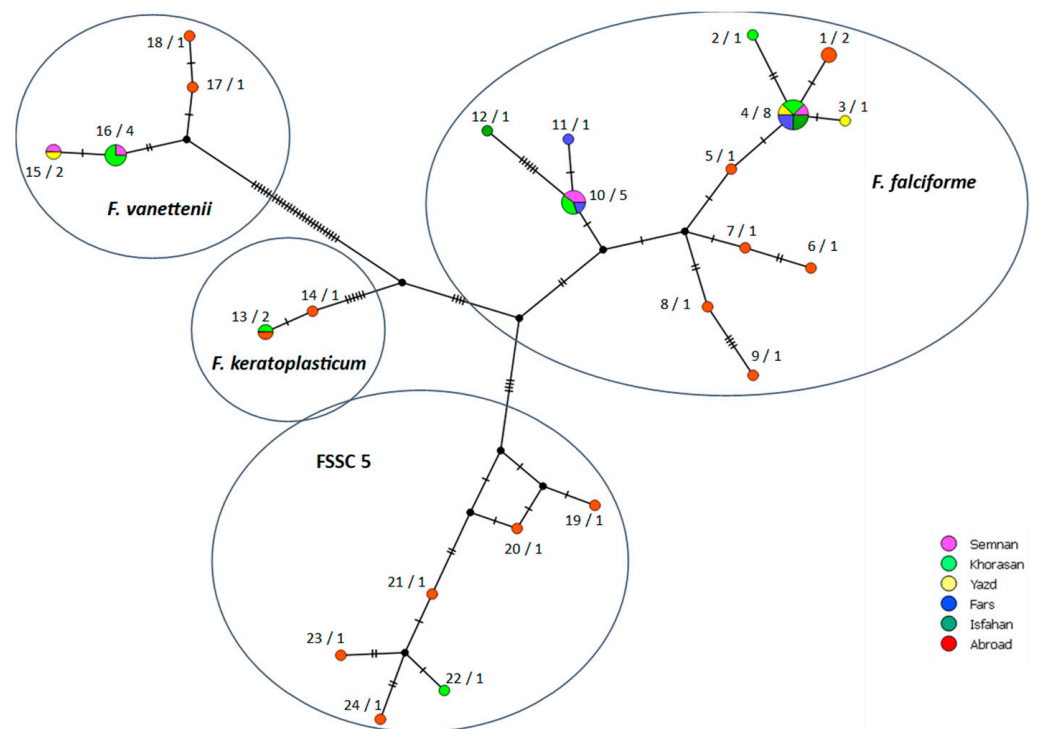 18 / 1
17 / 1
16 / 4
15 / 2
F. vanettenii
2 / 1
1 / 2
12 / 1
11 / 1
4 / 8
3 / 1
5 / 1
F. falciforme
10 / 5
7 / 1
6 / 1
8 / 1
9 / 1
14 / 1
13 / 2
F. keratoplasticum
FSSC 5
19 / 1
20 / 1
21 / 1
23 / 1
22 / 1
24 / 1
Semnan
Khorasan
Yazd
Fars
Isfahan
Abroad